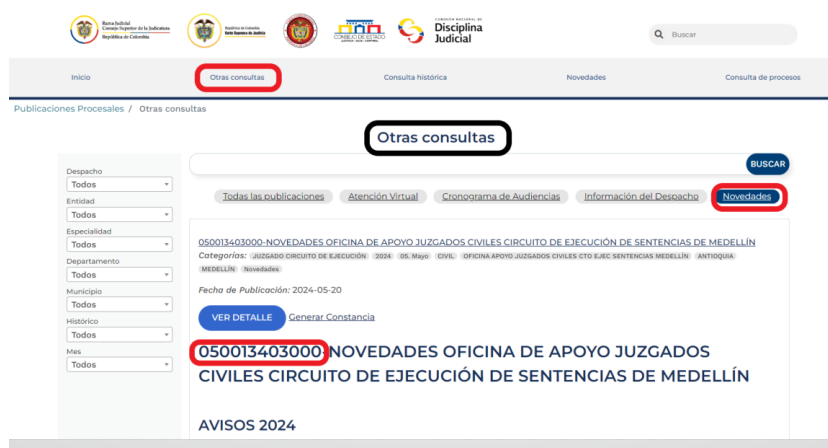 Rama Judicial
Consejo Superior de la Judicatura
República de Colombia
República de Colombia
Corte Suprema de Justicia
CONSEJO DE ESTADO
COMISIÓN NACIONAL DE
Disciplina
Judicial
Buscar
Inicio
Otras consultas
Consulta histórica
Novedades
Consulta de procesos
Publicaciones Procesales / Otras consultas
Otras consultas
BUSCAR
Todas las publicaciones
Atención Virtual
Cronograma de Audiencias
Información del Despacho
Novedades
Despacho
Todos
Entidad
Todos
Especialidad
Todos
Departamento
Todos
Municipio
Todos
Histórico
Todos
Mes
Todos
050013403000-NOVEDADES OFICINA DE APOYO JUZGADOS CIVILES CIRCUITO DE EJECUCIÓN DE SENTENCIAS DE MEDELLÍN
Categorías: JUZGADO CIRCUITO DE EJECUCIÓN 2024 05. Mayo CIVIL OFICINA APOYO JUZGADOS CIVILES CTO EJEC SENTENCIAS MEDELLÍN ANTIOQUIA
MEDELLÍN Novedades
Fecha de Publicación: 2024-05-20
VER DETALLE Generar Constancia
050013403000-NOVEDADES OFICINA DE APOYO JUZGADOS
CIVILES CIRCUITO DE EJECUCIÓN DE SENTENCIAS DE MEDELLÍN
AVISOS 2024